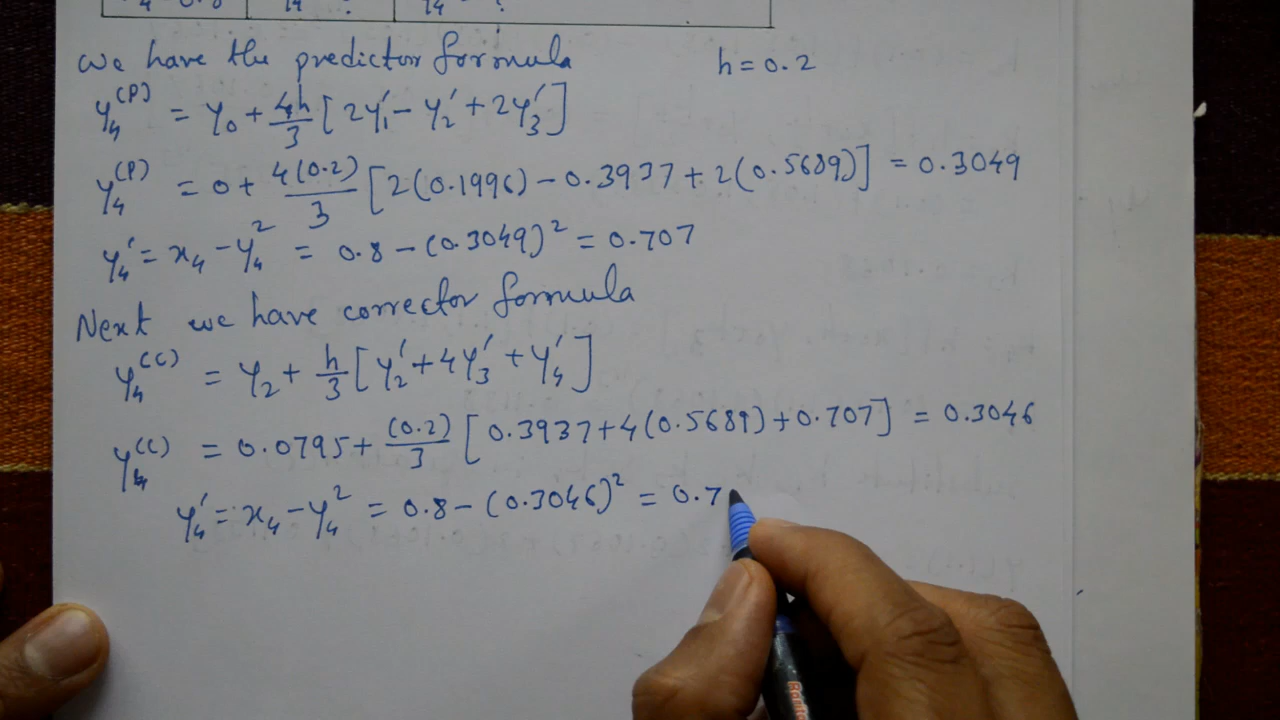 We have the predictor formula h = 0.2
y₄⁽ᴾ⁾ = y₀ + 4h/3 [2y₁′ − y₂′ + 2y₃′]
y₄⁽ᴾ⁾ = 0 + 4(0.2)/3 [2(0.1996) − 0.3937 + 2(0.5689)] = 0.3049
y₄′ = x₄ − y₄² = 0.8 − (0.3049)² = 0.707
Next we have corrector formula
y₄⁽ᶜ⁾ = y₂ + h/3 [y₂′ + 4y₃′ + y₄′]
y₄⁽ᶜ⁾ = 0.0795 + (0.2)/3 [0.3937 + 4(0.5689) + 0.707] = 0.3046
y₄′ = x₄ − y₄² = 0.8 − (0.3046)² = 0.7